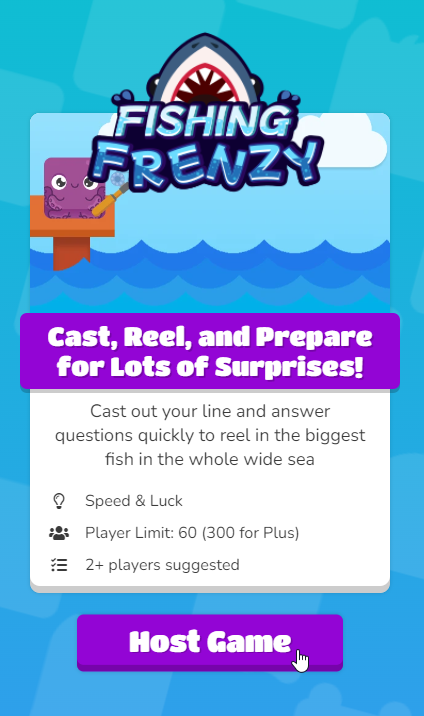 FISHING
FRENZY
Cast, Reel, and Prepare
for Lots of Surprises!
Cast out your line and answer
questions quickly to reel in the biggest
fish in the whole wide sea
Speed & Luck
Player Limit: 60 (300 for Plus)
2+ players suggested
Host Game